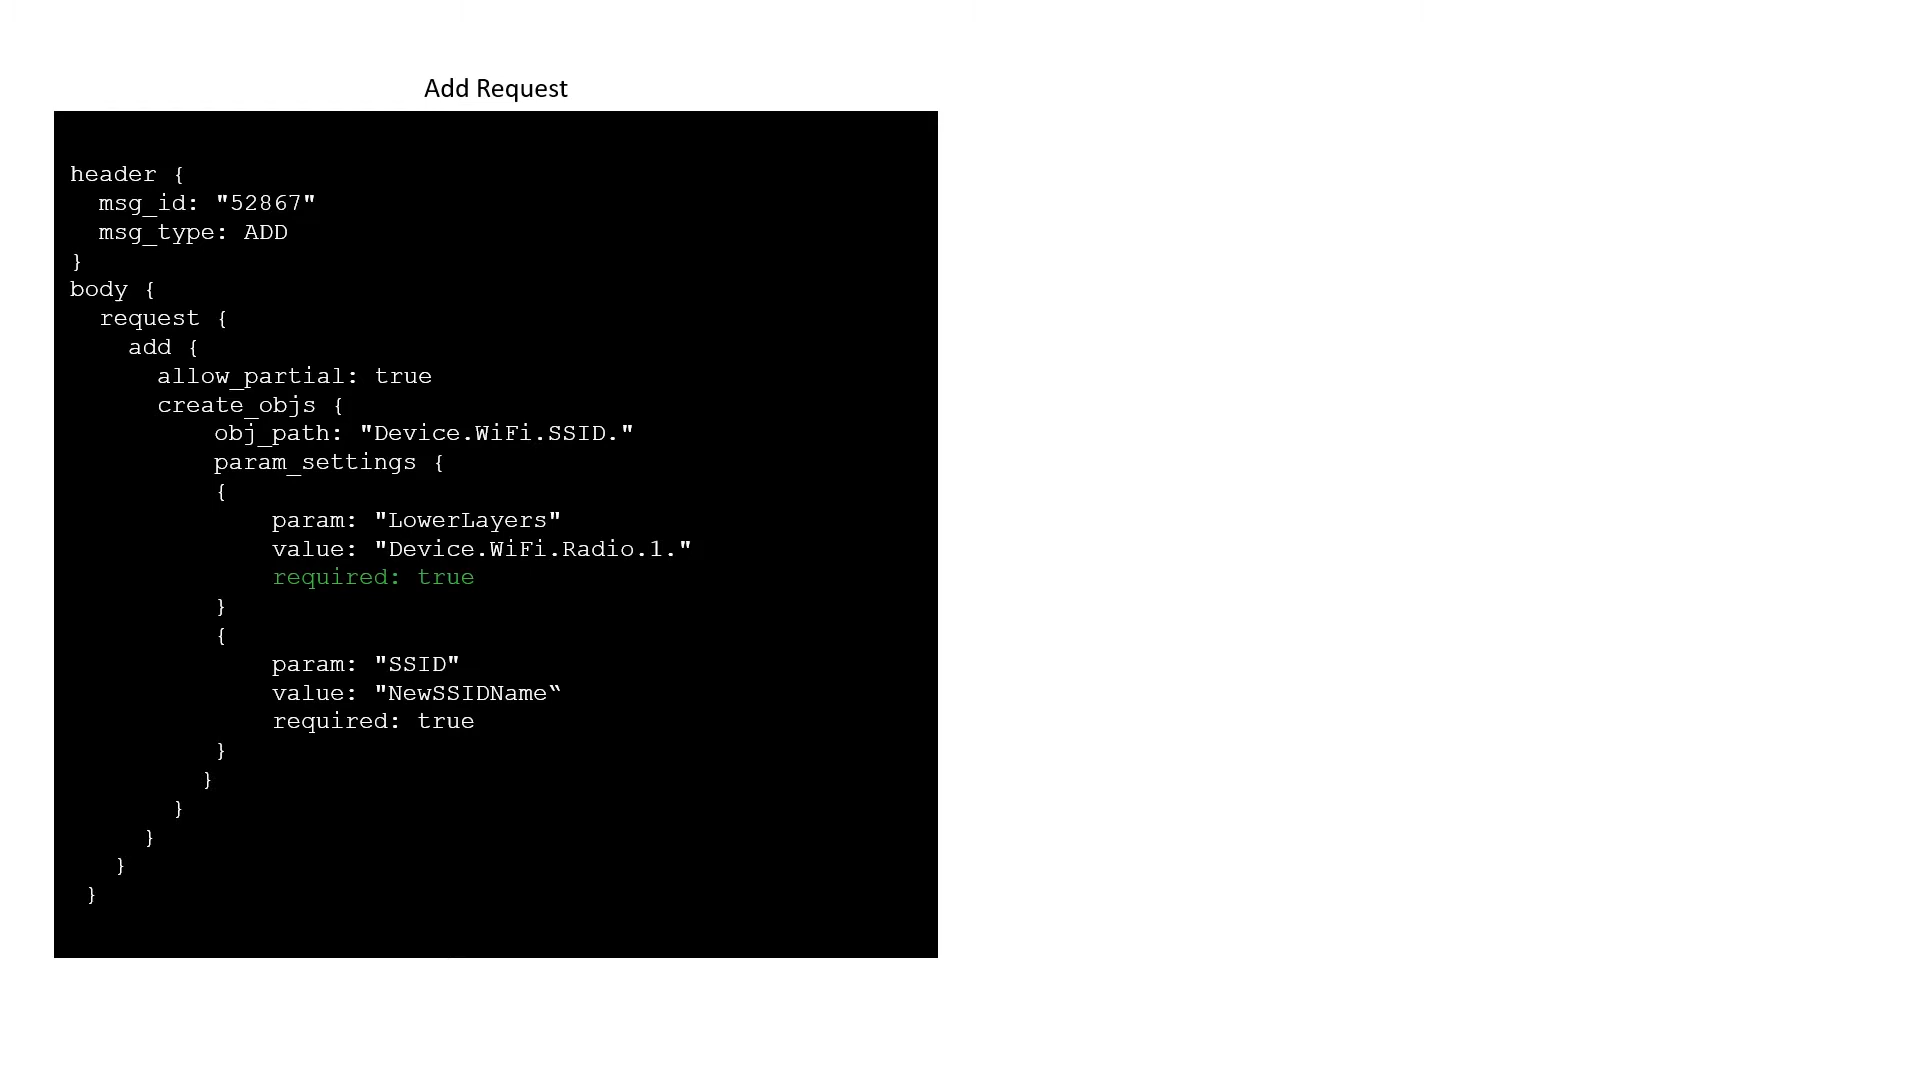 Add Request
header {
  msg_id: "52867"
  msg_type: ADD
}
body {
  request {
    add {
      allow_partial: true
      create_objs {
          obj_path: "Device.WiFi.SSID."
          param_settings {
          {
              param: "LowerLayers"
              value: "Device.WiFi.Radio.1."
              required: true
          }
          {
              param: "SSID"
              value: "NewSSIDName“
              required: true
          }
         }
       }
     }
   }
 }